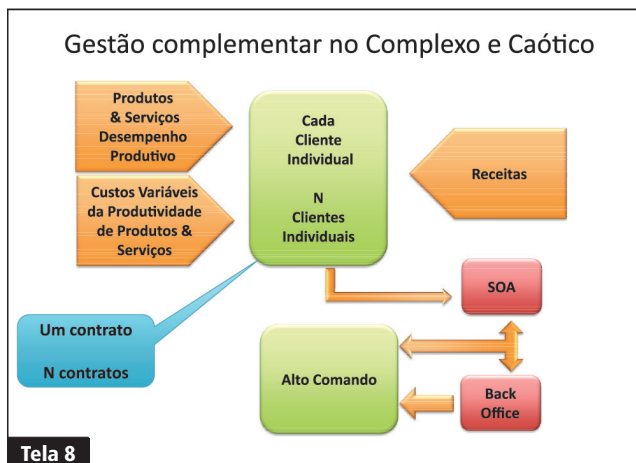 Gestão complementar no Complexo e Caótico
Produtos
& Serviços
Desempenho
Produtivo
Custos Variáveis
da Produtividade
de Produtos &
Serviços
Cada
Cliente
Individual
N
Clientes
Individuais
Receitas
Um contrato
N contratos
SOA
Alto Comando
Back
Office
Tela 8